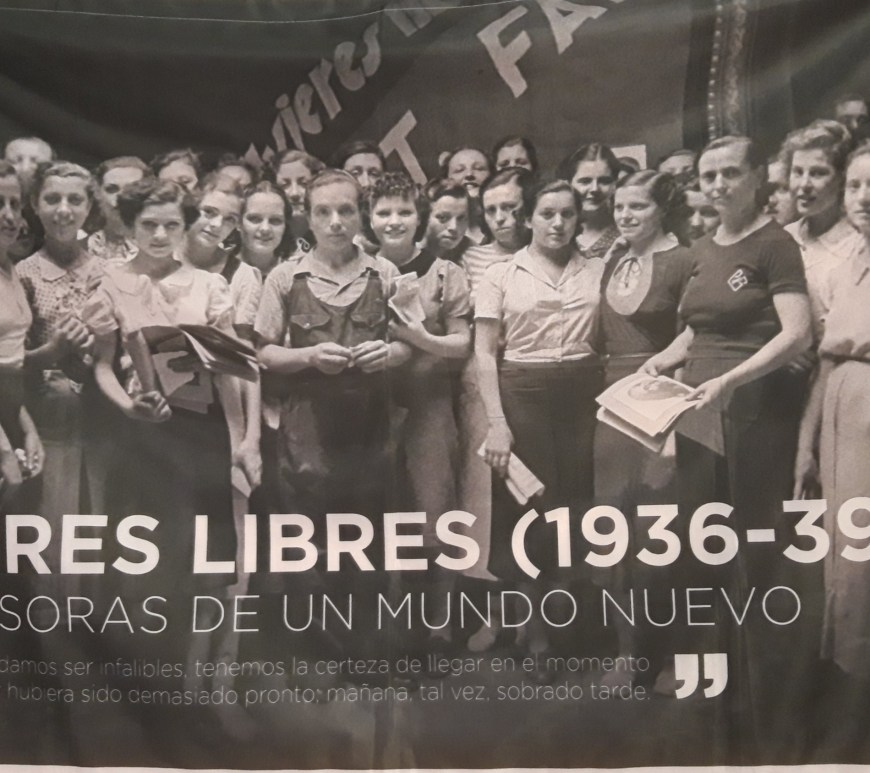 ujeres
FA
T
RES LIBRES (1936-39
SORAS DE UN MUNDO NUEVO
damos ser infalibles, tenemos la certeza de llegar en el momento
hubiera sido demasiado pronto; mañana, tal vez, sobrado tarde. ”